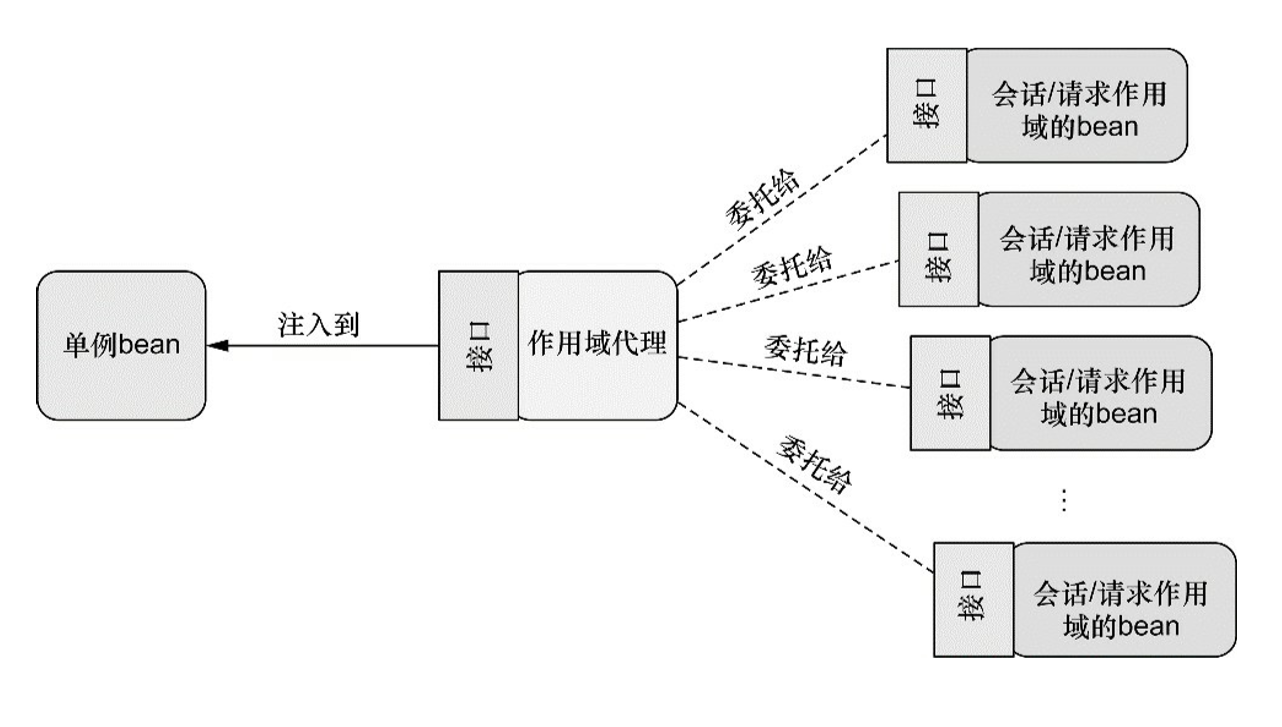 单例bean
注入到
接口
作用域代理
委托给
接口
会话/请求作用
域的bean
委托给
接口
会话/请求作用
域的bean
委托给
接口
会话/请求作用
域的bean
⋮
委托给
接口
会话/请求作用
域的bean